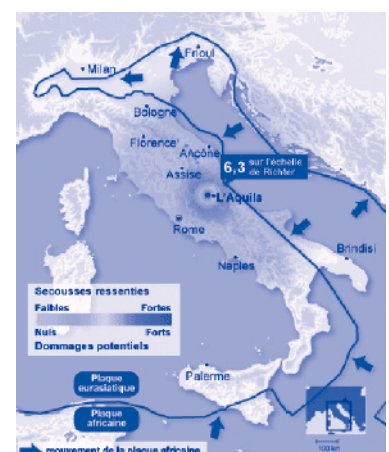 Frioul
Milan
Bologne
Florence
Ancône
6,3 sur l'échelle
de Richter
Assise
L'Aquila
Rome
Brindisi
Naples
Secousses ressenties
Faibles Fortes
Nuls Forts
Dommages potentiels
Palerme
Plaque
eurasiatique
Plaque
africaine
100 km
mouvement de la plaque africaine